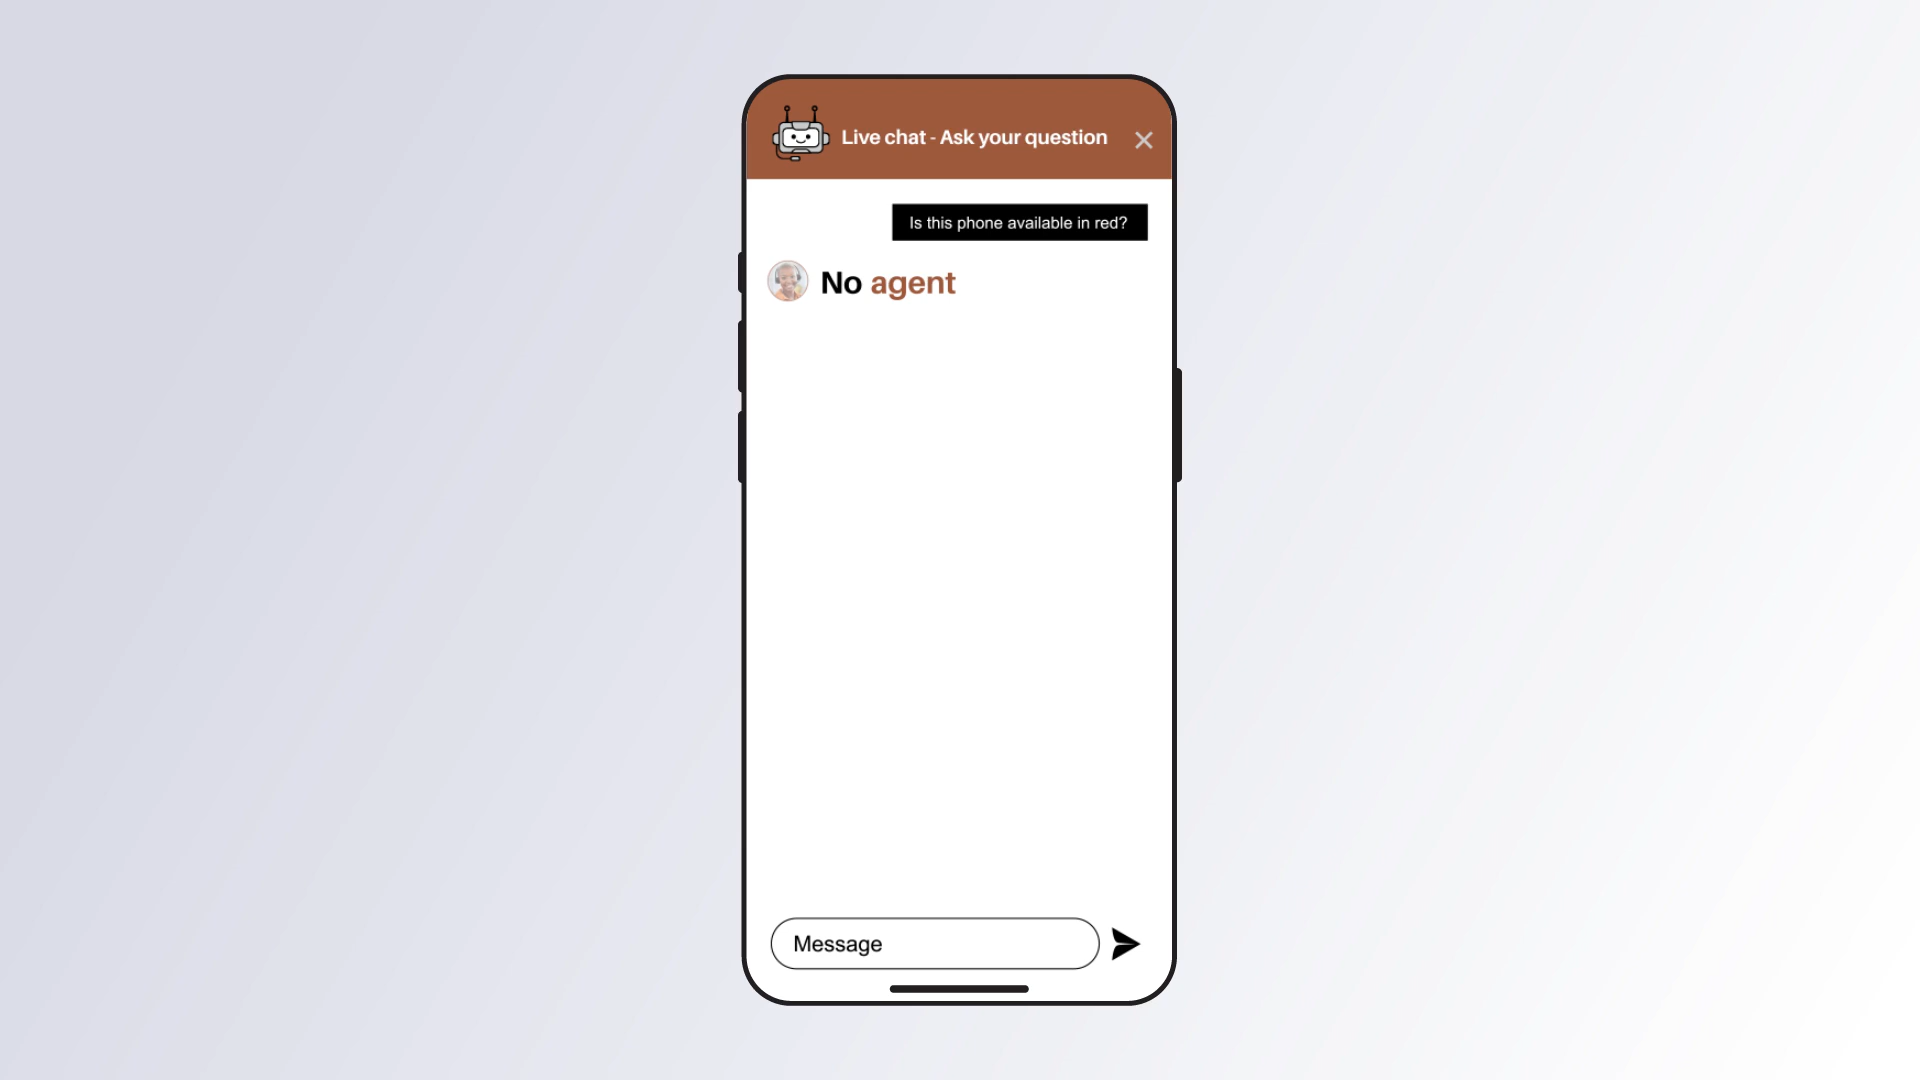 Live chat - Ask your question
Is this phone available in red?
No agent
Message